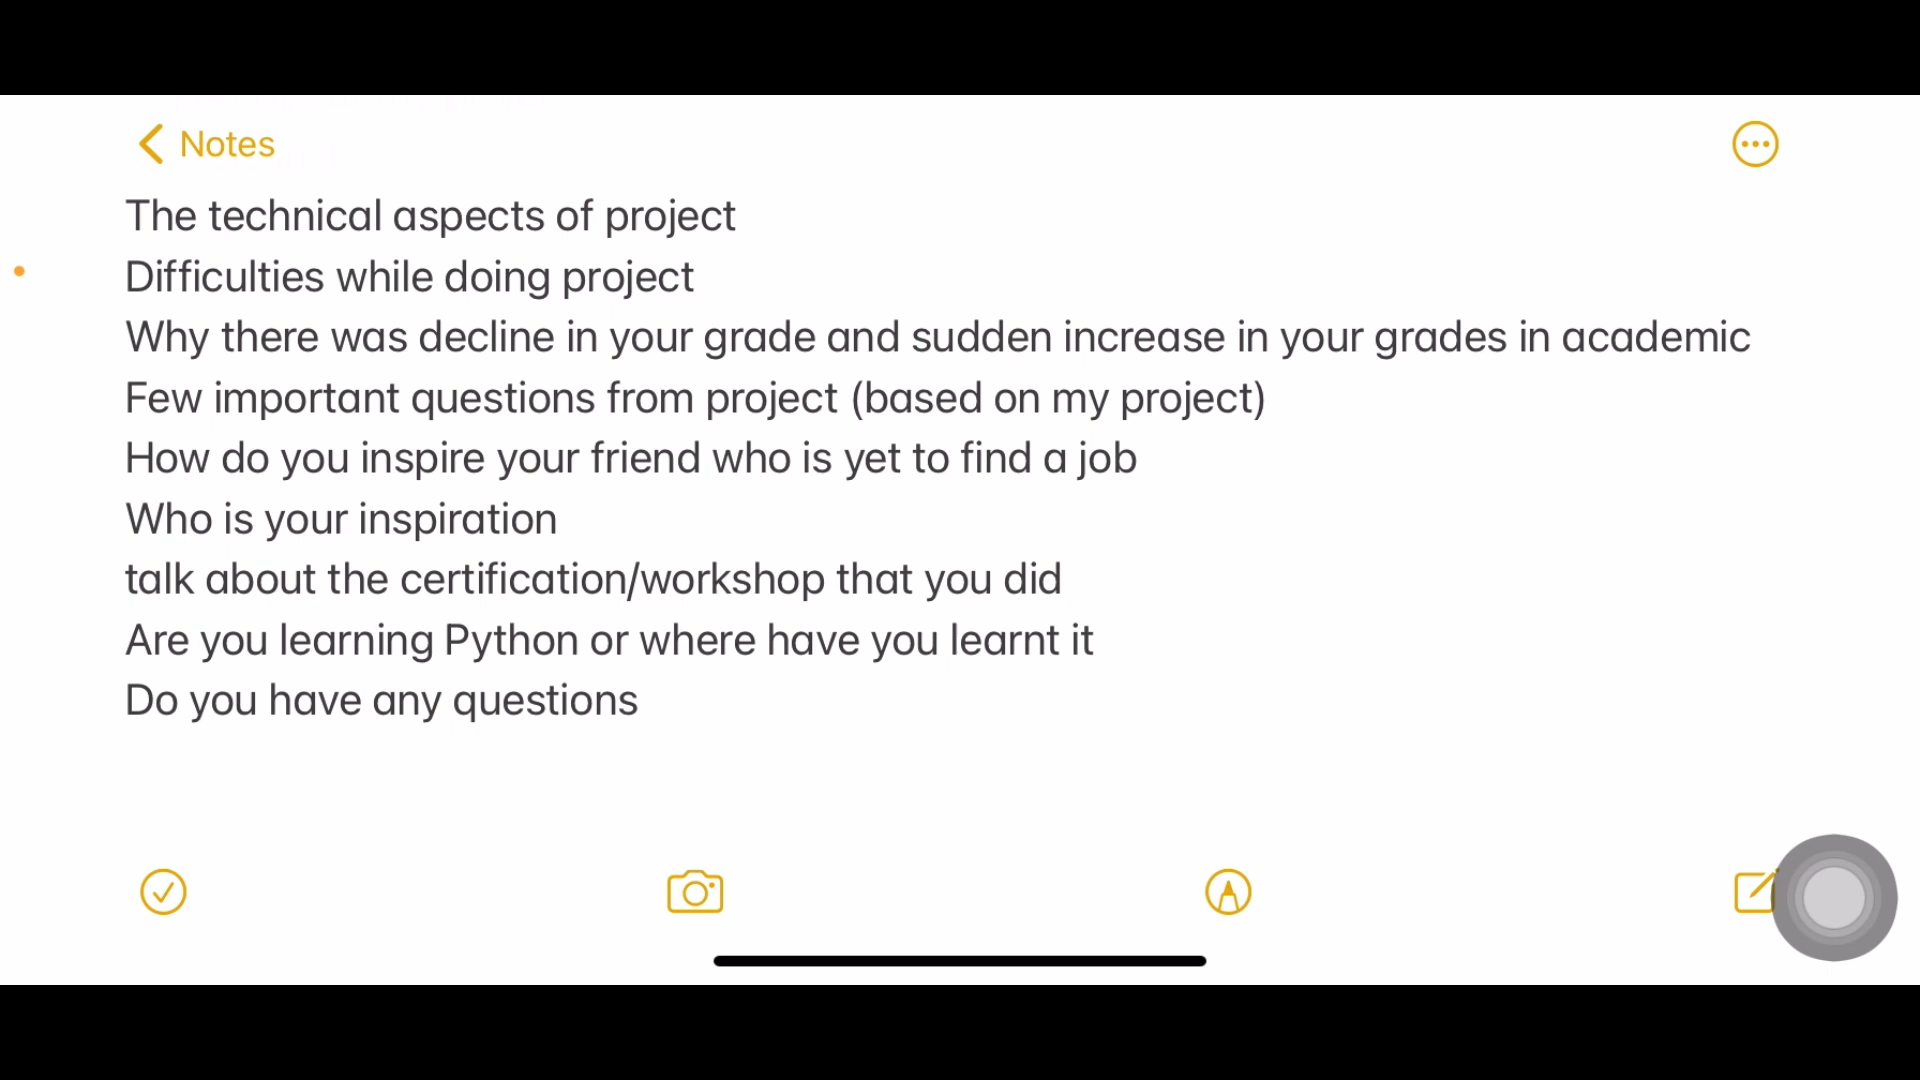 Notes
The technical aspects of project
Difficulties while doing project
Why there was decline in your grade and sudden increase in your grades in academic
Few important questions from project (based on my project)
How do you inspire your friend who is yet to find a job
Who is your inspiration
talk about the certification/workshop that you did
Are you learning Python or where have you learnt it
Do you have any questions